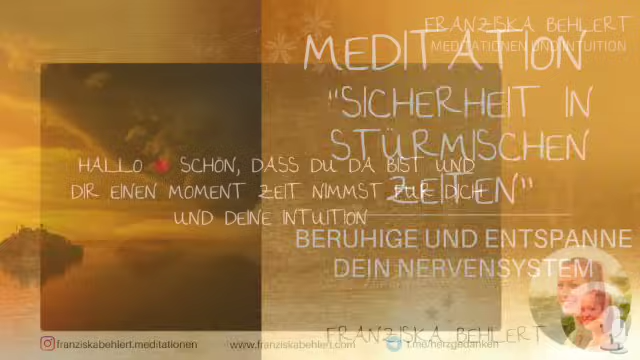 FRANZISKA BEHLERT
MEDITATIONEN UND INTUITION
MEDITATION
"SICHERHEIT IN
STÜRMISCHEN
ZEITEN"
HALLO SCHÖN, DASS DU DA BIST UND
DIR EINEN MOMENT ZEIT NIMMST FÜR DICH
UND DEINE INTUITION
BERUHIGE UND ENTSPANNE
DEIN NERVENSYSTEM
FRANZISKA BEHLERT
franziskabehlert.meditationen
www.franziskabehlert.com
t.me/herzgedanken